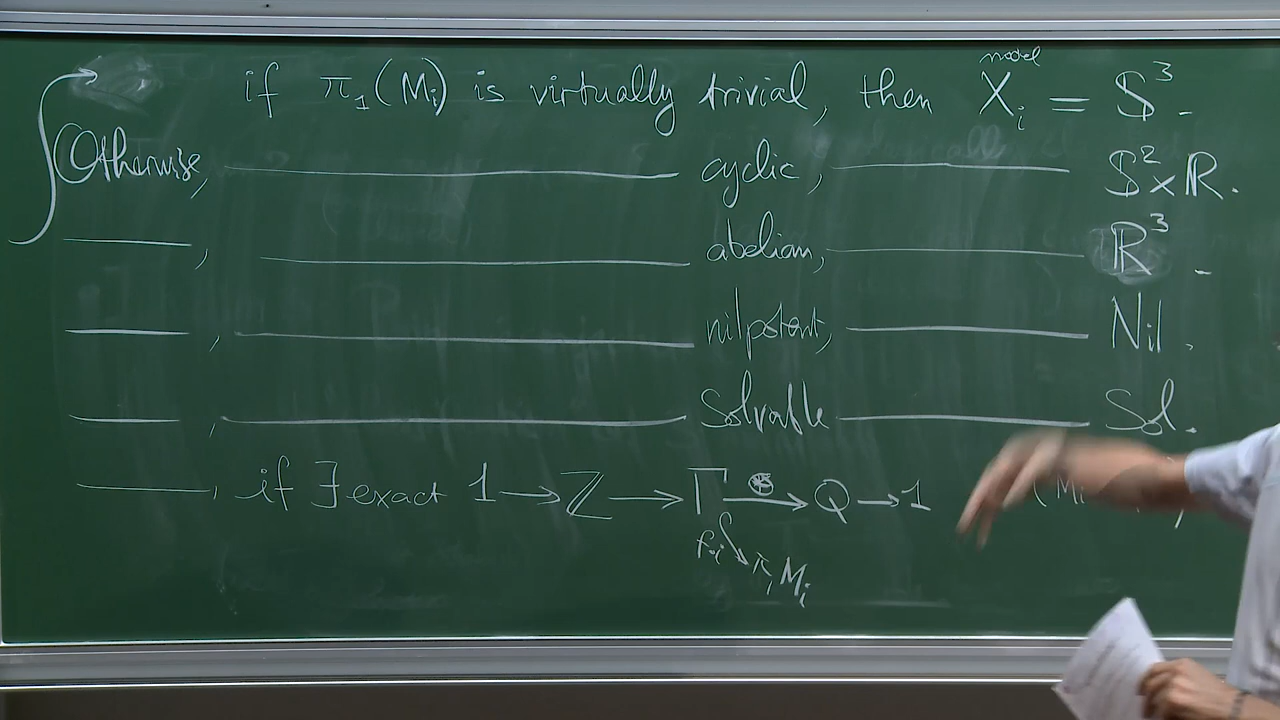 model
if π₁(Mᵢ) is virtually trivial, then Xᵢ = S³.
Otherwise, ——— cyclic, ——— S² × R.
———, ——— abelian, ——— R³.
———, ——— nilpotent, ——— Nil.
———, ——— Solvable ——— Sol.
———, if ∃ exact 1 → Z → Γ → Q → 1 (Mᵢ
f.i π₁ Mᵢ